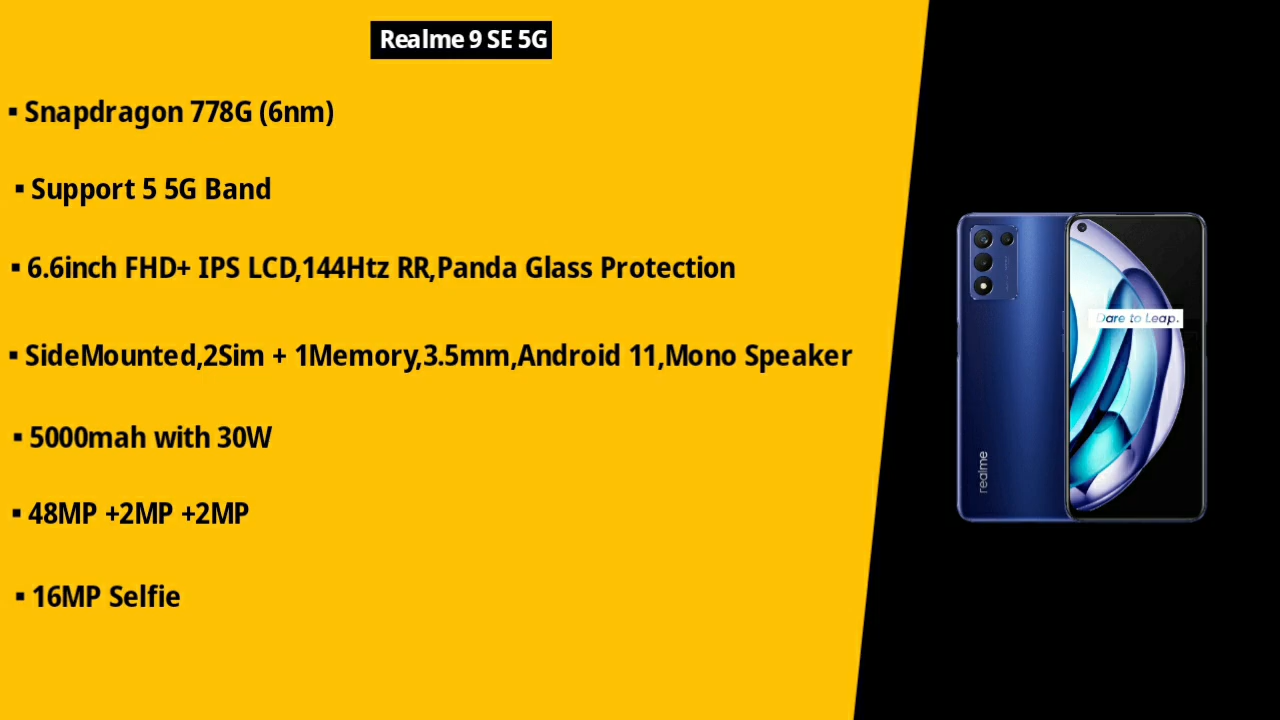 Realme 9 SE 5G
▪ Snapdragon 778G (6nm)
▪ Support 5 5G Band
▪ 6.6inch FHD+ IPS LCD,144Htz RR,Panda Glass Protection
▪ SideMounted,2Sim + 1Memory,3.5mm,Android 11,Mono Speaker
▪ 5000mah with 30W
▪ 48MP +2MP +2MP
▪ 16MP Selfie
Dare to Leap.
realme